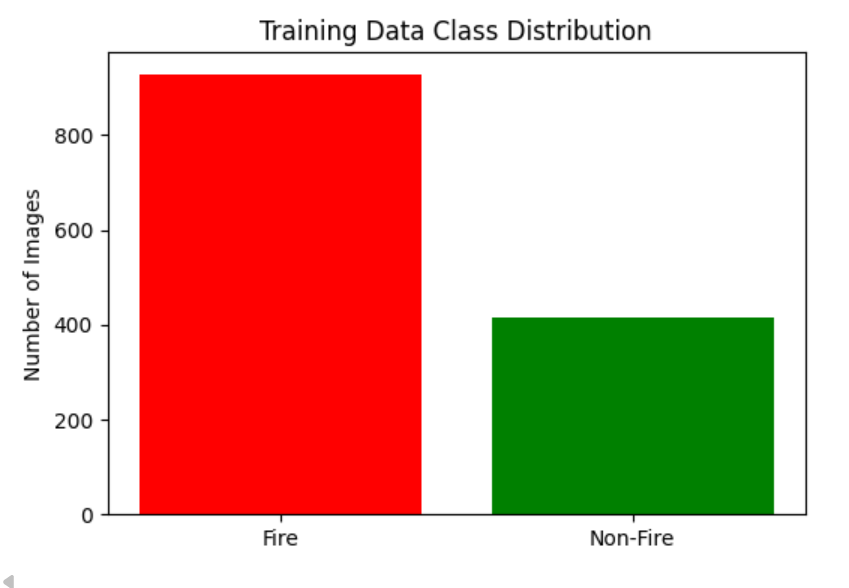 Training Data Class Distribution
Number of Images
800
600
400
200
0
Fire
Non-Fire